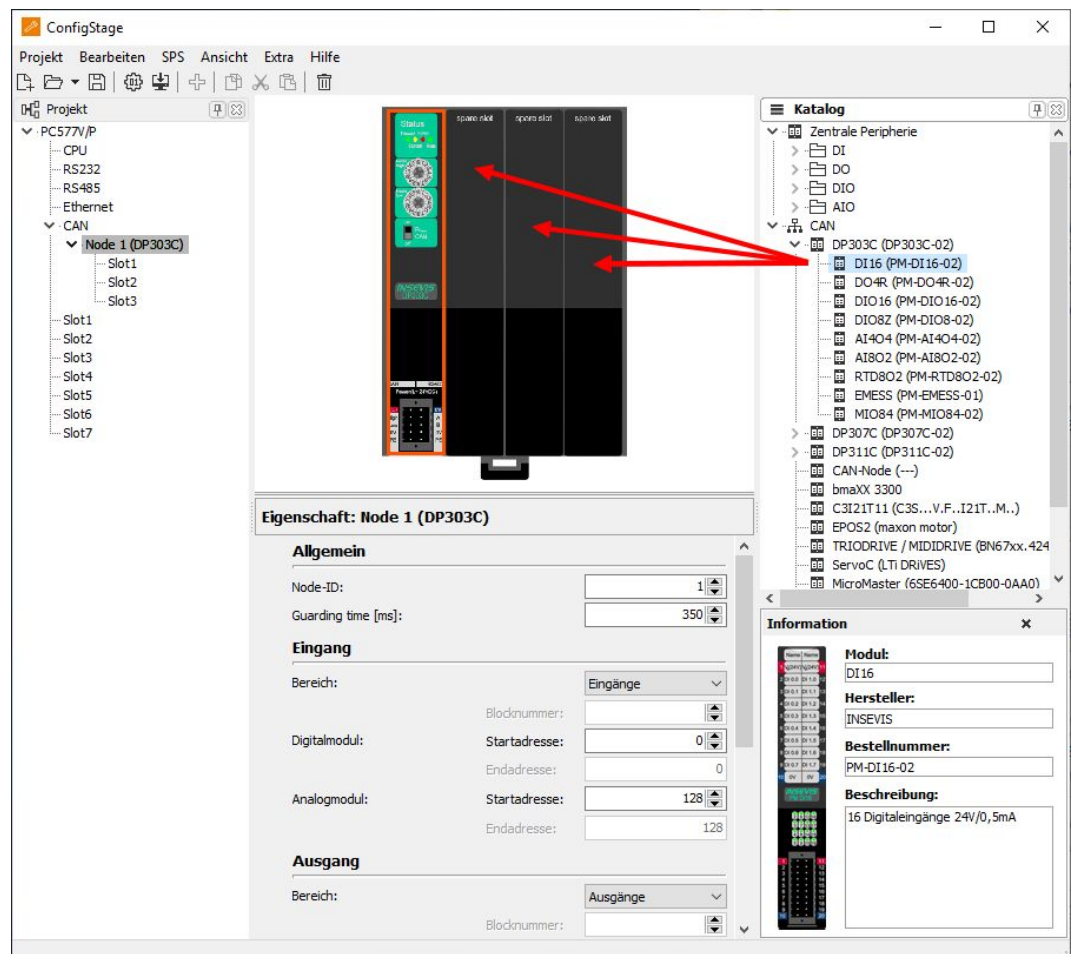 ConfigStage
Projekt Bearbeiten SPS Ansicht Extra Hilfe
Projekt
PC577V/P
CPU
RS232
RS485
Ethernet
CAN
Node 1 (DP303C)
Slot1
Slot2
Slot3
Slot1
Slot2
Slot3
Slot4
Slot5
Slot6
Slot7
Status
spare slot spare slot spare slot
INSEVIS
Eigenschaft: Node 1 (DP303C)
Allgemein
Node-ID: 1
Guarding time [ms]: 350
Eingang
Bereich: Eingänge
Blocknummer:
Digitalmodul: Startadresse: 0
Endadresse: 0
Analogmodul: Startadresse: 128
Endadresse: 128
Ausgang
Bereich: Ausgänge
Blocknummer:
Katalog
Zentrale Peripherie
DI
DO
DIO
AIO
CAN
DP303C (DP303C-02)
DI16 (PM-DI16-02)
DO4R (PM-DO4R-02)
DIO16 (PM-DIO16-02)
DIO8Z (PM-DIO8-02)
AI4O4 (PM-AI4O4-02)
AI8O2 (PM-AI8O2-02)
RTD8O2 (PM-RTD8O2-02)
EMESS (PM-EMESS-01)
MIO84 (PM-MIO84-02)
DP307C (DP307C-02)
DP311C (DP311C-02)
CAN-Node (---)
bmaXX 3300
C3I21T11 (C3S...V.F..I21T..M..)
EPOS2 (maxon motor)
TRIODRIVE / MIDIDRIVE (BN67xx.424
ServoC (LTi DRiVES)
MicroMaster (6SE6400-1CB00-0AA0)
Information
Modul:
DI16
Hersteller:
INSEVIS
Bestellnummer:
PM-DI16-02
Beschreibung:
16 Digitaleingänge 24V/0,5mA